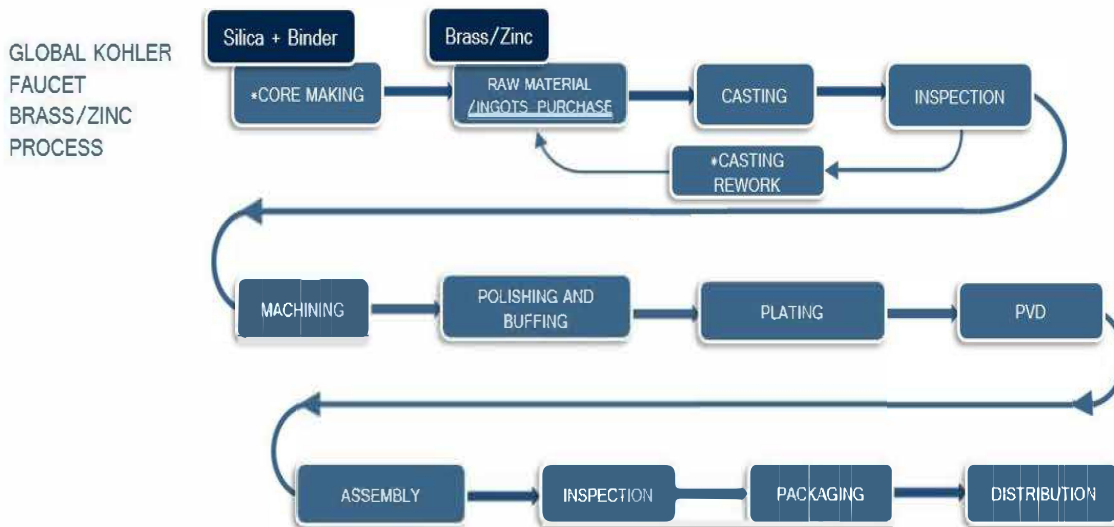 GLOBAL KOHLER
FAUCET
BRASS/ZINC
PROCESS
Silica + Binder
Brass/Zinc
*CORE MAKING
RAW MATERIAL
/INGOTS PURCHASE
CASTING
INSPECTION
*CASTING
REWORK
MACHINING
POLISHING AND
BUFFING
PLATING
PVD
ASSEMBLY
INSPECTION
PACKAGING
DISTRIBUTION